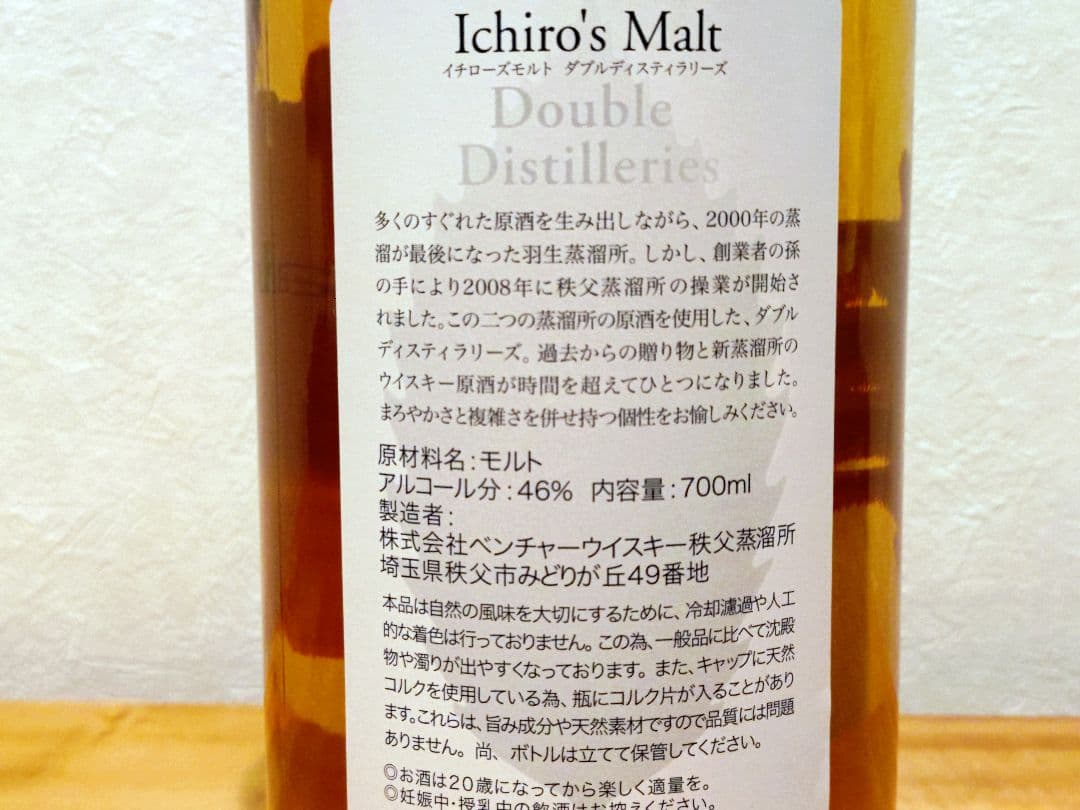 Ichiro's Malt
イチローズモルト ダブルディスティラリーズ
Double
Distilleries
多くのすぐれた原酒を生み出しながら、2000年の蒸
溜が最後になった羽生蒸溜所。しかし、創業者の孫
の手により2008年に秩父蒸溜所の操業が開始さ
れました。この二つの蒸溜所の原酒を使用した、ダブル
ディスティラリーズ。過去からの贈り物と新蒸溜所の
ウイスキー原酒が時間を超えてひとつになりました。
まろやかさと複雑さを併せ持つ個性をお愉しみください。
原材料名：モルト
アルコール分：46% 内容量：700ml
製造者：
株式会社ベンチャーウイスキー秩父蒸溜所
埼玉県秩父市みどりが丘49番地
本品は自然の風味を大切にするために、冷却濾過や人工
的な着色は行っておりません。この為、一般品に比べて沈殿
物や濁りが出やすくなっております。また、キャップに天然
コルクを使用している為、瓶にコルク片が入ることがあり
ます。これらは、旨み成分や天然素材ですので品質には問題
ありません。尚、ボトルは立てて保管してください。
◎お酒は20歳になってから楽しく適量を。
◎妊娠中・授乳中の飲酒はお控えください。